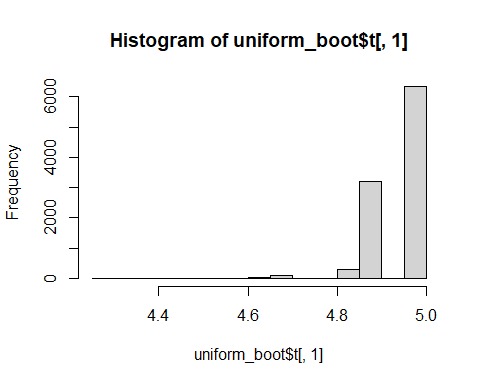 Histogram of uniform_boot$t[, 1]
Frequency
6000
4000
2000
0
4.4 4.6 4.8 5.0
uniform_boot$t[, 1]